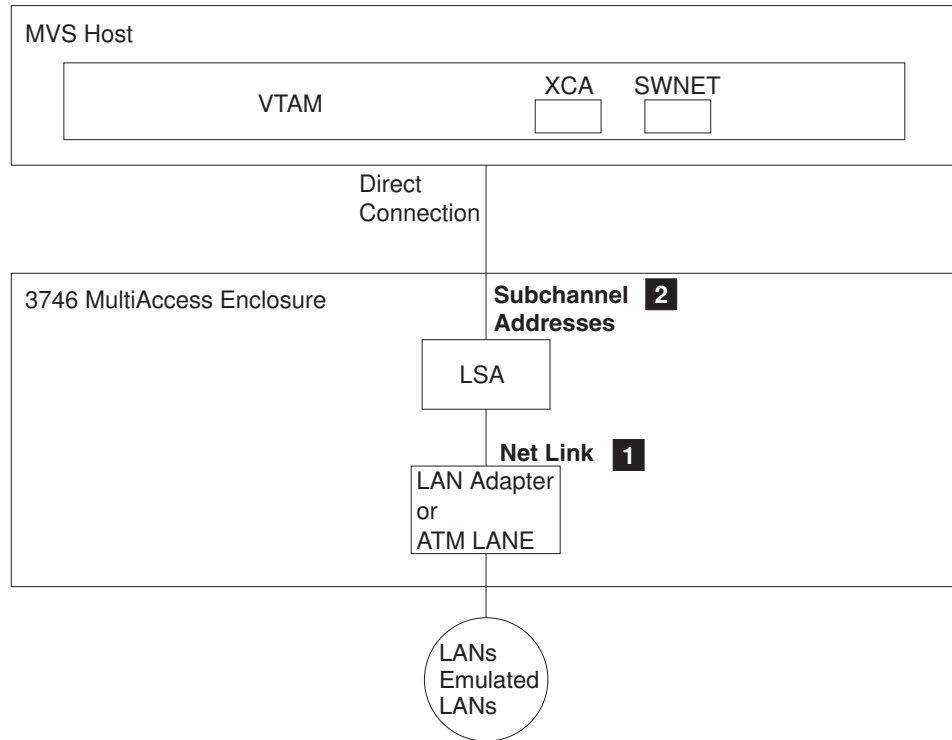 MVS Host
VTAM
XCA SWNET
Direct
Connection
3746 MultiAccess Enclosure
Subchannel 2
Addresses
LSA
Net Link 1
LAN Adapter
or
ATM LANE
LANs
Emulated
LANs